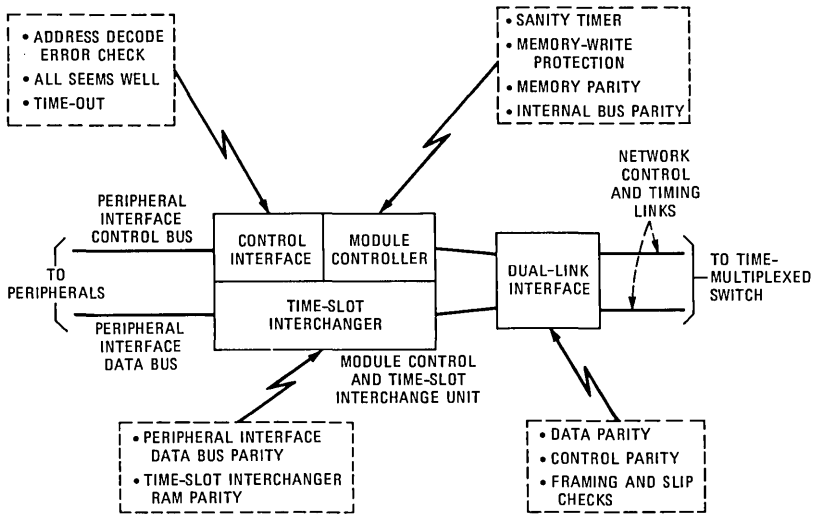 • ADDRESS DECODE
ERROR CHECK
• ALL SEEMS WELL
• TIME-OUT
• SANITY TIMER
• MEMORY-WRITE
PROTECTION
• MEMORY PARITY
• INTERNAL BUS PARITY
NETWORK
CONTROL
AND TIMING
LINKS
PERIPHERAL
INTERFACE
CONTROL BUS
CONTROL
INTERFACE
MODULE
CONTROLLER
DUAL-LINK
INTERFACE
TO
PERIPHERALS
TO TIME-
MULTIPLEXED
SWITCH
TIME-SLOT
INTERCHANGER
PERIPHERAL
INTERFACE
DATA BUS
MODULE CONTROL
AND TIME-SLOT
INTERCHANGE UNIT
• PERIPHERAL INTERFACE
DATA BUS PARITY
• TIME-SLOT INTERCHANGER
RAM PARITY
• DATA PARITY
• CONTROL PARITY
• FRAMING AND SLIP
CHECKS